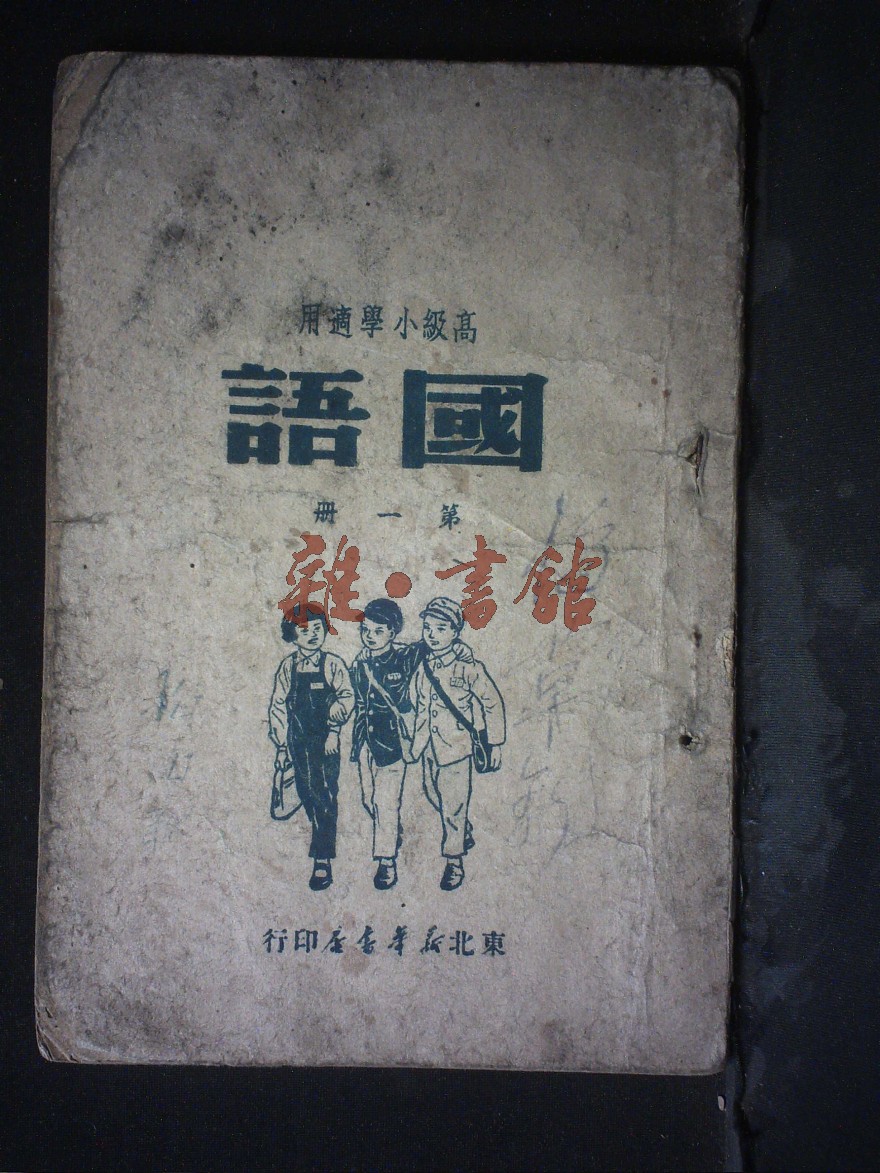 高級小學適用
國語
第一册
雜·書館
東北新華書店印行